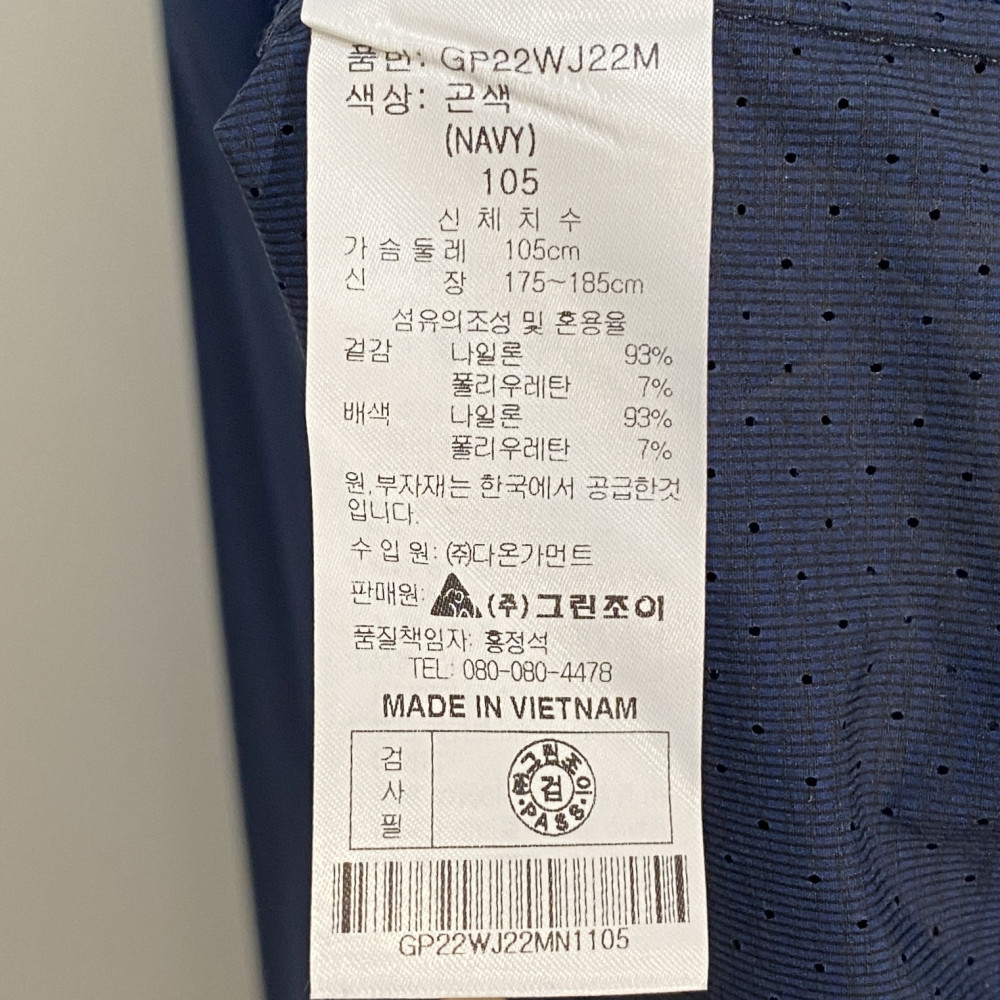 품번: GP22WJ22M
색상: 곤색
(NAVY)
105
신 체 치 수
가슴둘레 105cm
신 장 175~185cm
섬유의조성 및 혼용율
겉감 나일론 93%
폴리우레탄 7%
배색 나일론 93%
폴리우레탄 7%
원,부자재는 한국에서 공급한것
입니다.
수 입 원: (주)다온가먼트
판매원: (주)그린조이
품질책임자: 홍정석
TEL: 080-080-4478
MADE IN VIETNAM
검사필
㈜그린조이
검
PASS
GP22WJ22MN1105